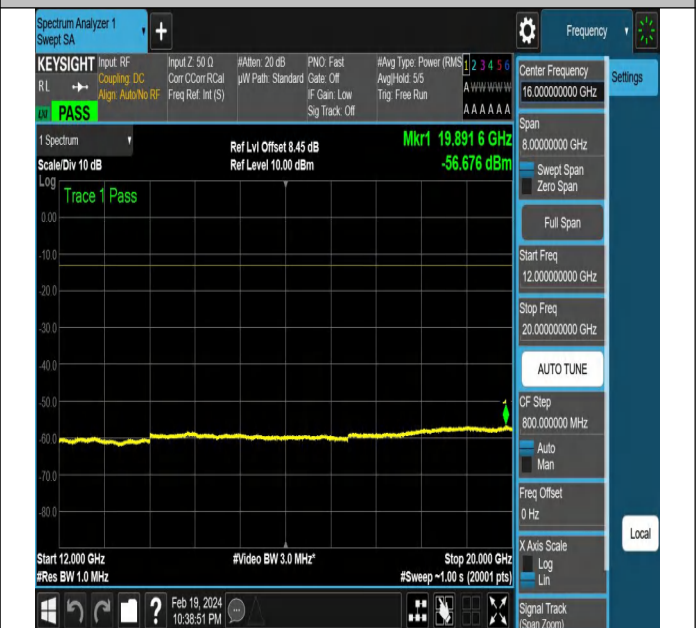 Spectrum Analyzer 1
Swept SA
+
Frequency
KEYSIGHT
RL
PASS
Input: RF
Coupling: DC
Align: Auto/No RF
Input Z: 50 Ω
Corr CCorr RCal
Freq Ref: Int (S)
#Atten: 20 dB
µW Path: Standard
PNO: Fast
Gate: Off
IF Gain: Low
Sig Track: Off
#Avg Type: Power (RMS
Avg|Hold: 5/5
Trig: Free Run
1 2 3 4 5 6
A W W W W W
A A A A A A
1 Spectrum
Scale/Div 10 dB
Ref Lvl Offset 8.45 dB
Ref Level 10.00 dBm
Mkr1 19.891 6 GHz
-56.676 dBm
Log
Trace 1 Pass
0.00
-10.0
-20.0
-30.0
-40.0
-50.0
-60.0
-70.0
-80.0
Start 12.000 GHz
#Res BW 1.0 MHz
#Video BW 3.0 MHz*
Stop 20.000 GHz
#Sweep ~1.00 s (20001 pts)
?
Feb 19, 2024
10:38:51 PM
Center Frequency
16.000000000 GHz
Span
8.00000000 GHz
Swept Span
Zero Span
Full Span
Start Freq
12.000000000 GHz
Stop Freq
20.000000000 GHz
AUTO TUNE
CF Step
800.000000 MHz
Auto
Man
Freq Offset
0 Hz
X Axis Scale
Log
Lin
Signal Track
(Span Zoom)
Settings
Local